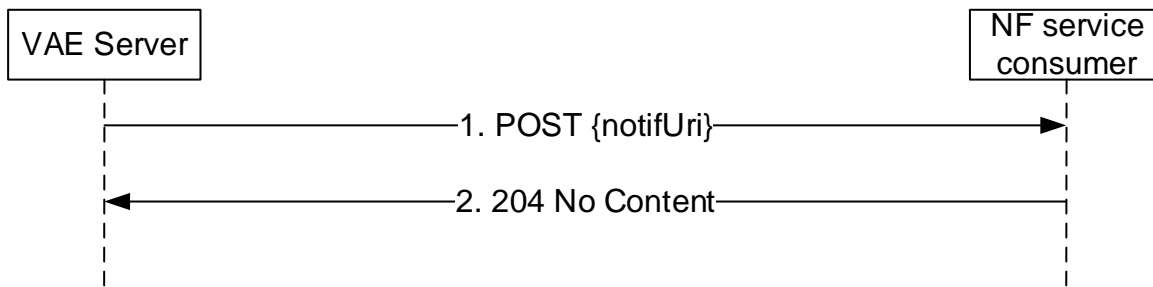 VAE Server
NF service
consumer
1. POST {notifUri}
2. 204 No Content